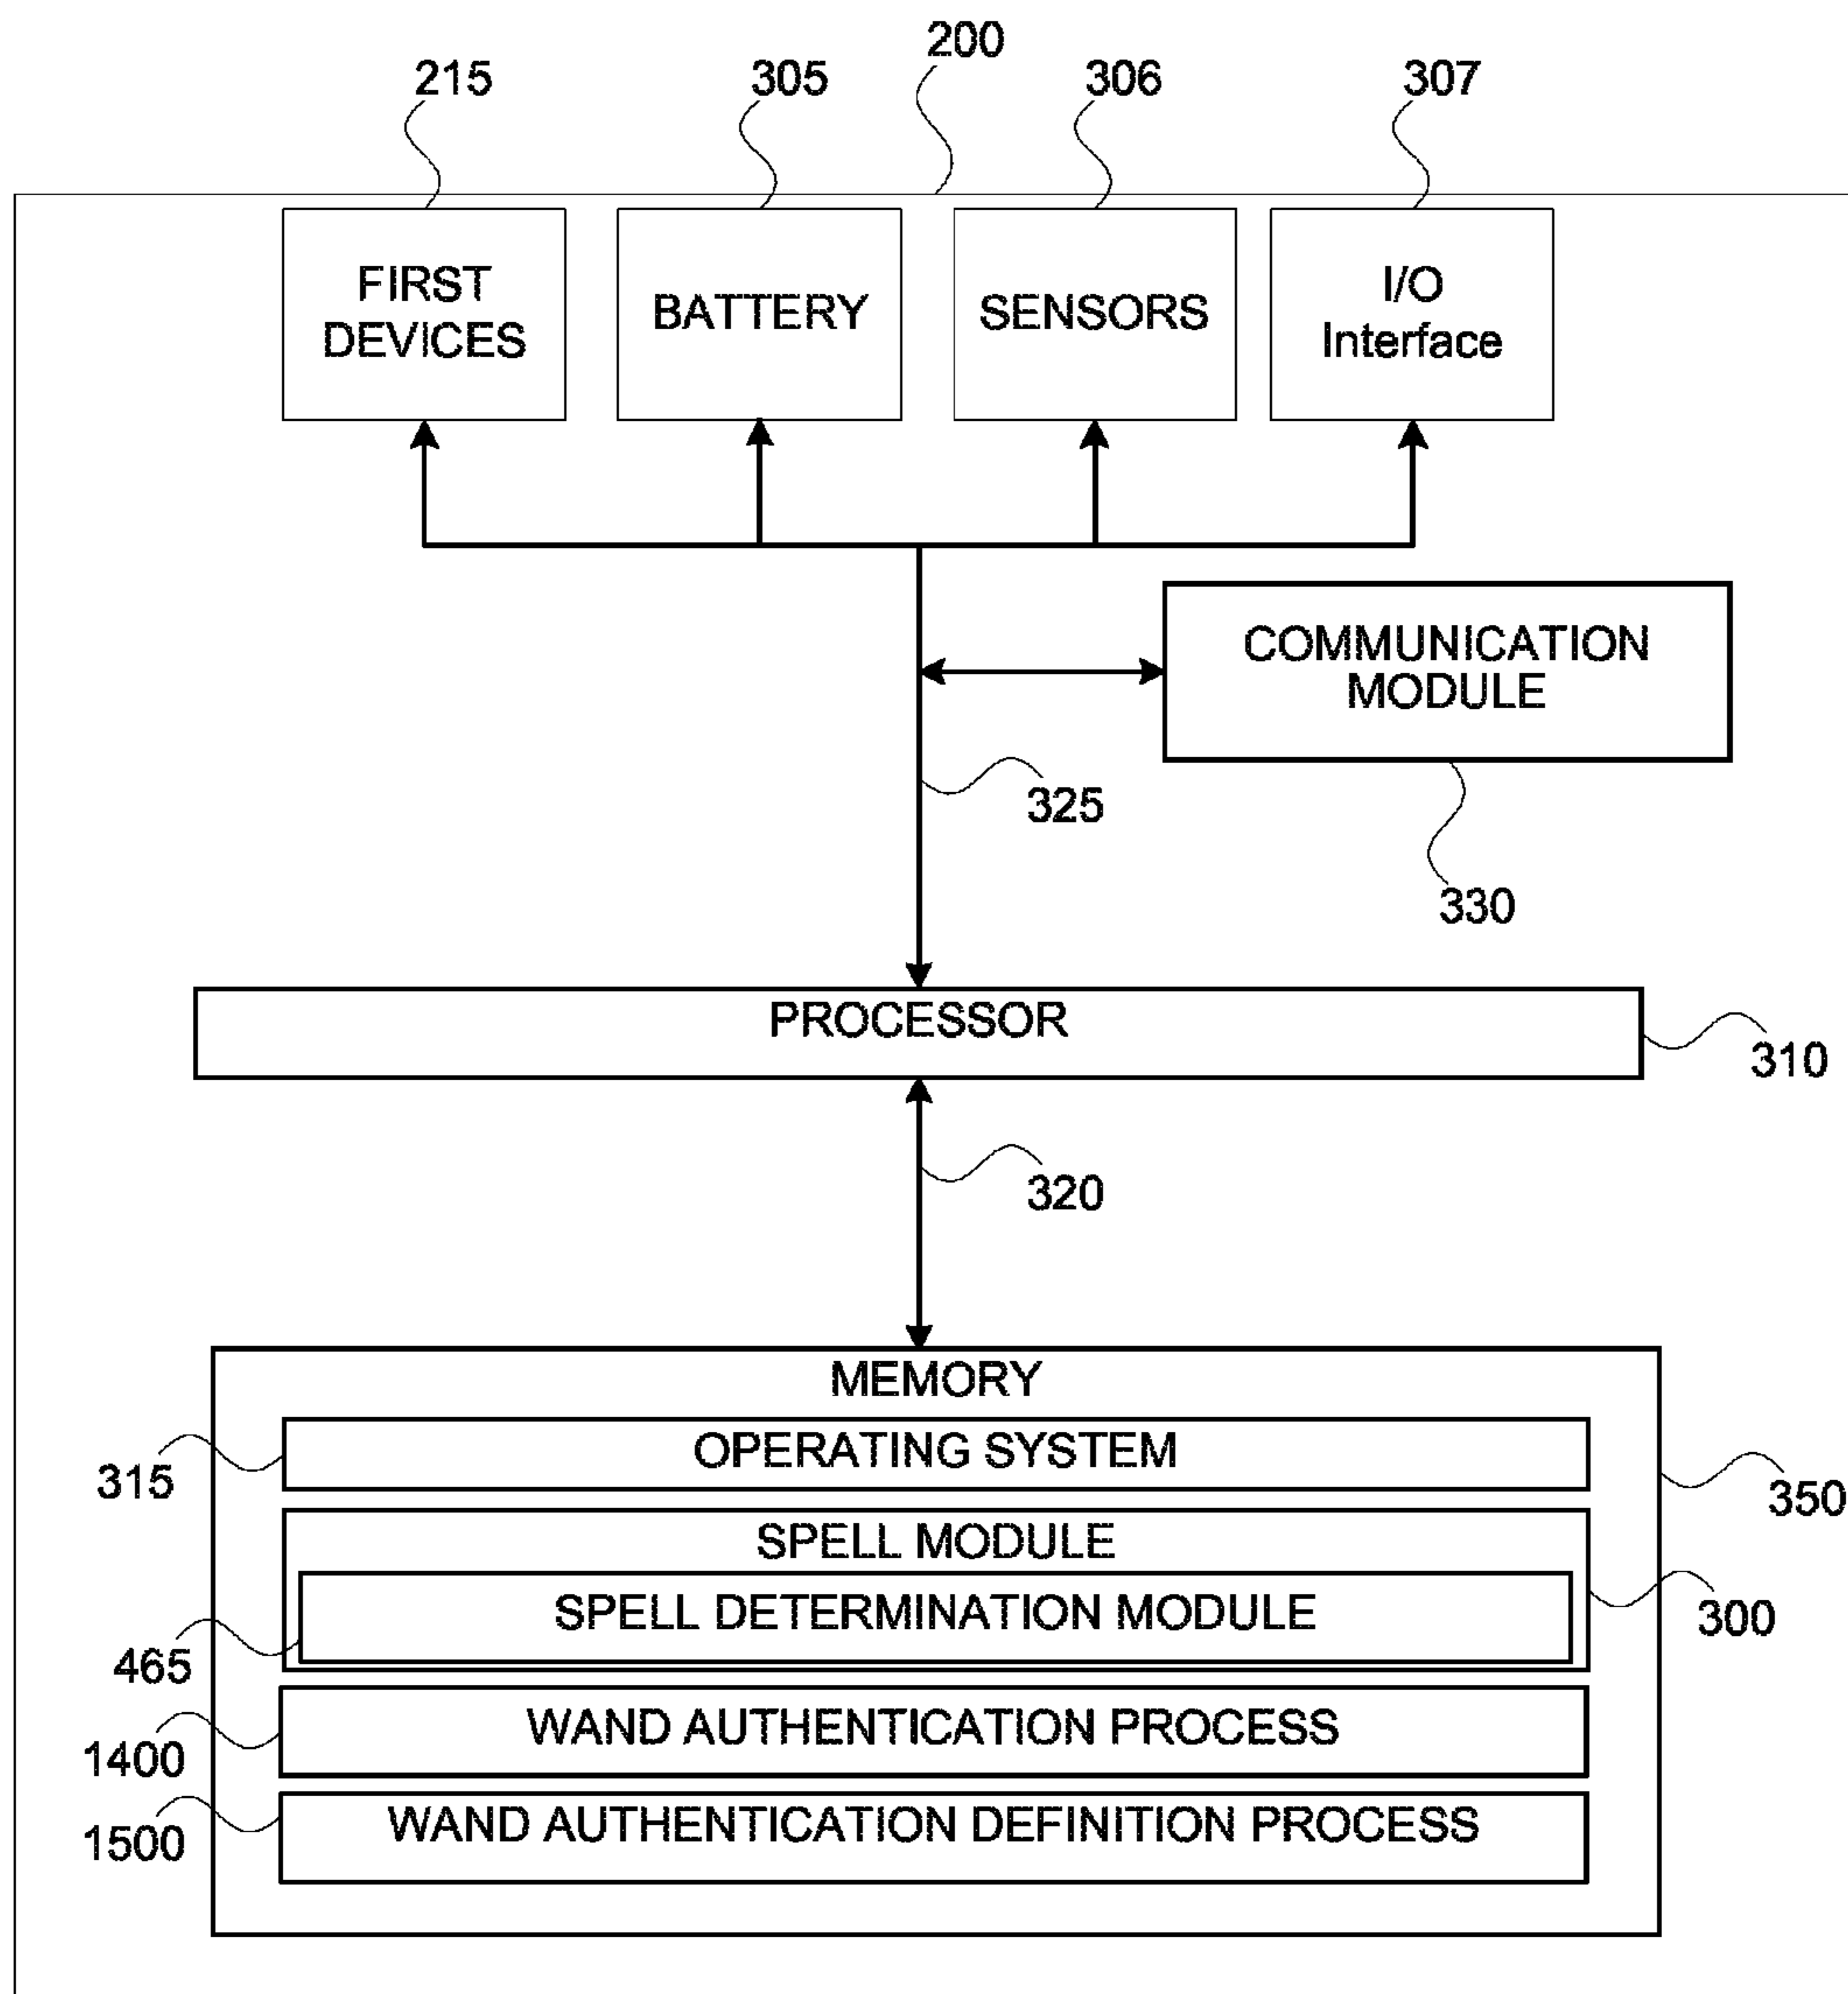 200
215
305
306
307
FIRST
DEVICES
BATTERY
SENSORS
I/O
Interface
COMMUNICATION
MODULE
325
330
PROCESSOR
310
320
MEMORY
OPERATING SYSTEM
315
350
SPELL MODULE
SPELL DETERMINATION MODULE
300
465
WAND AUTHENTICATION PROCESS
1400
WAND AUTHENTICATION DEFINITION PROCESS
1500